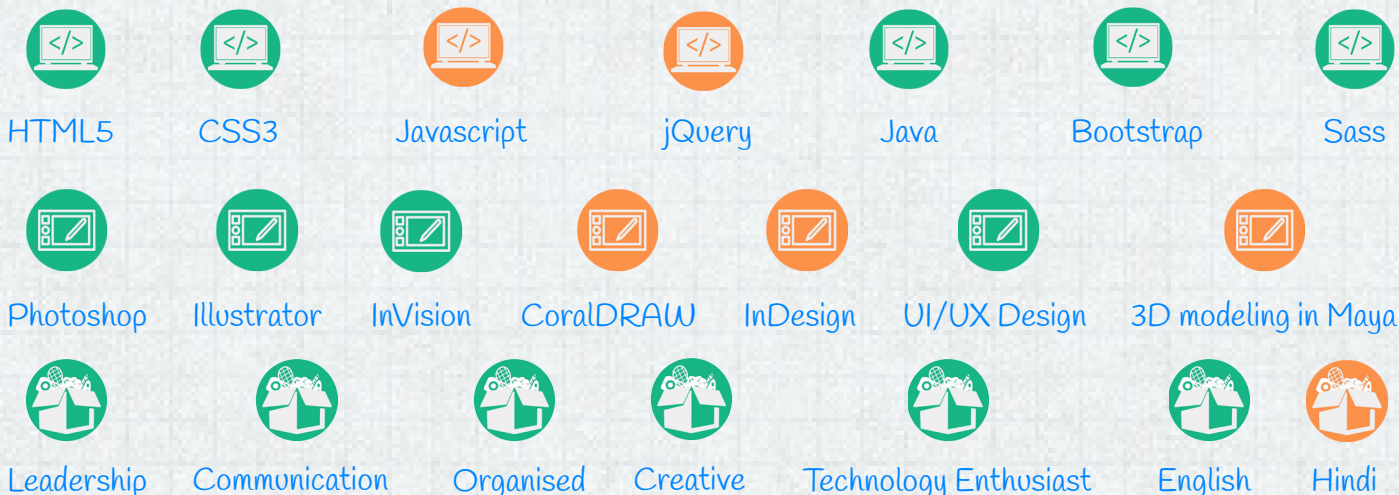 </> </> </> </> </> </> </>
HTML5 CSS3 Javascript jQuery Java Bootstrap Sass
Photoshop Illustrator InVision CoralDRAW InDesign UI/UX Design 3D modeling in Maya
Leadership Communication Organised Creative Technology Enthusiast English Hindi